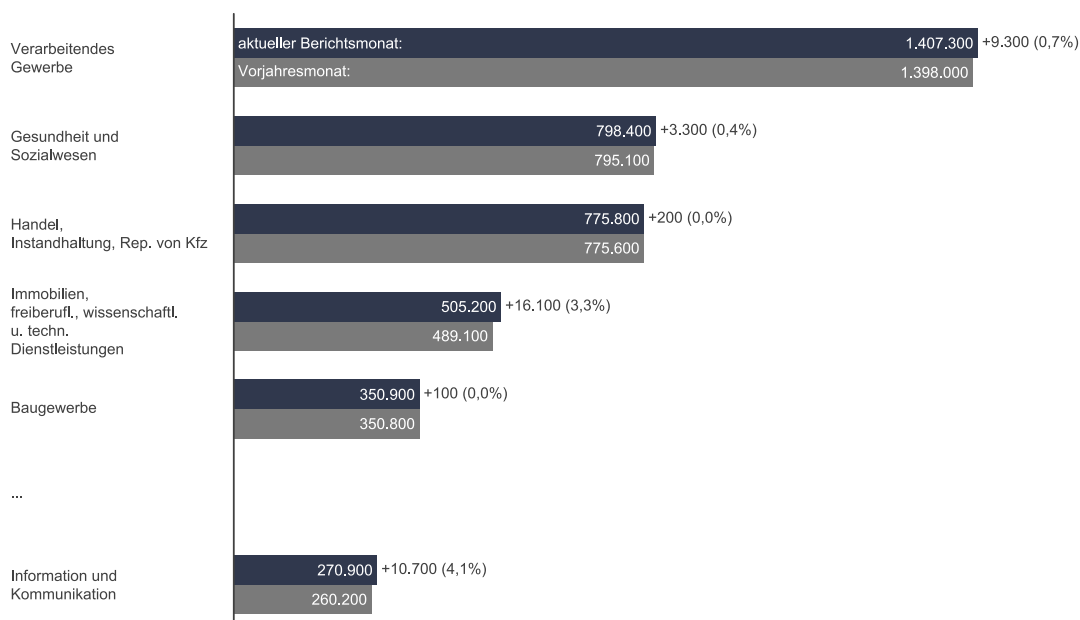 Verarbeitendes
Gewerbe
aktueller Berichtsmonat:
1.407.300
+9.300 (0,7%)
Vorjahresmonat:
1.398.000
Gesundheit und
Sozialwesen
798.400
+3.300 (0,4%)
795.100
Handel,
Instandhaltung, Rep. von Kfz
775.800
+200 (0,0%)
775.600
Immobilien,
freiberufl., wissenschaftl.
u. techn.
Dienstleistungen
505.200
+16.100 (3,3%)
489.100
Baugewerbe
350.900
+100 (0,0%)
350.800
...
Information und
Kommunikation
270.900
+10.700 (4,1%)
260.200